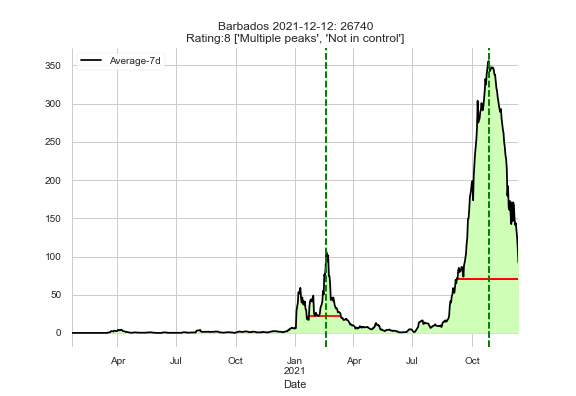 Barbados 2021-12-12: 26740
Rating:8 ['Multiple peaks', 'Not in control']
Average-7d
350
300
250
200
150
100
50
0
Apr Jul Oct Jan Apr Jul Oct
2021
Date